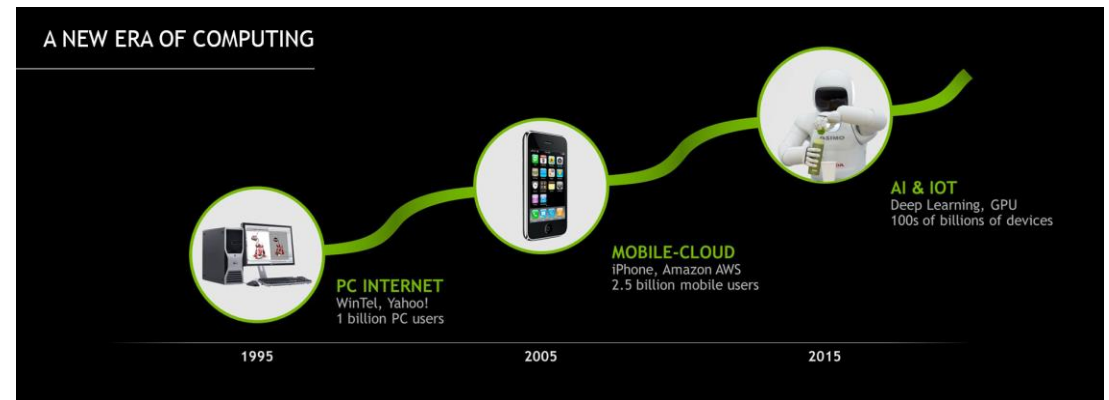 A NEW ERA OF COMPUTING
PC INTERNET
WinTel, Yahoo!
1 billion PC users
MOBILE-CLOUD
iPhone, Amazon AWS
2.5 billion mobile users
ASIMO
AI & IOT
Deep Learning, GPU
100s of billions of devices
1995
2005
2015